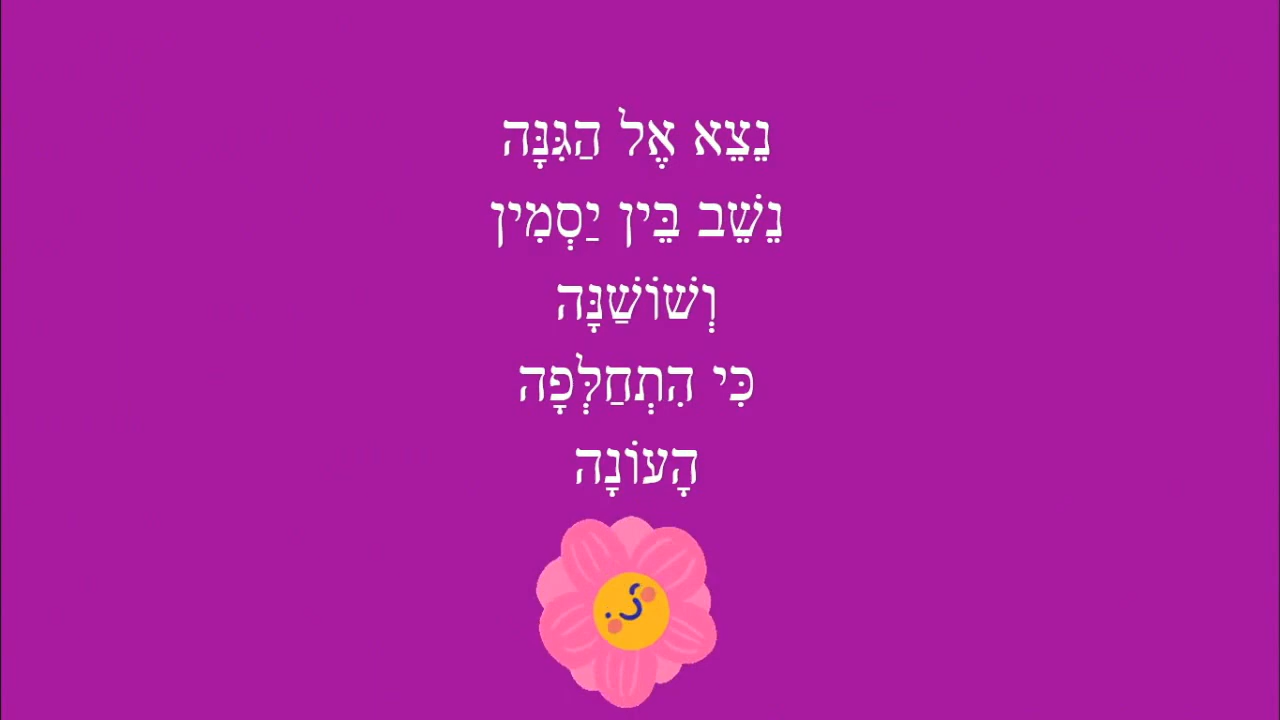 נֵצֵא אֶל הַגִּנָּה
נֵשֵׁב בֵּין יַסְמִין
וְשׁוֹשַׁנָּה
כִּי הִתְחַלְּפָה
הָעוֹנָה